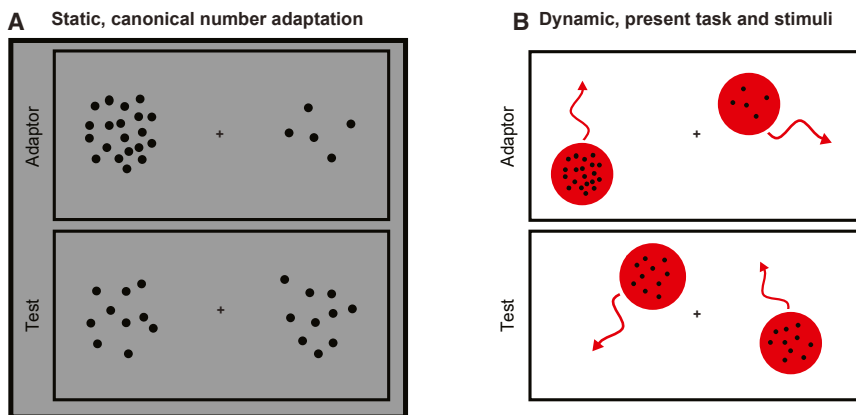 A Static, canonical number adaptation
Adaptor
+
Test
+
B Dynamic, present task and stimuli
Adaptor
+
Test
+